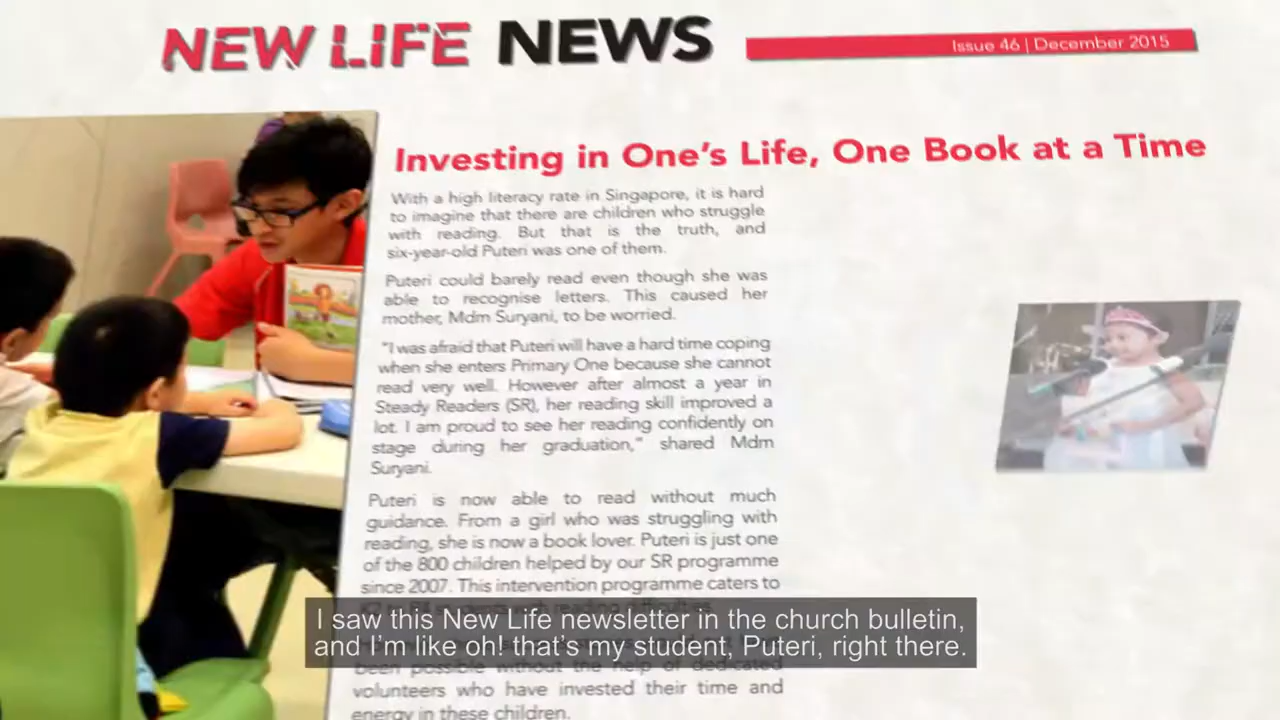 NEW LIFE NEWS
Issue 46 | December 2015
Investing in One's Life, One Book at a Time
With a high literacy rate in Singapore, it is hard
to imagine that there are children who struggle
with reading. But that is the truth, and
six-year-old Puteri was one of them.
Puteri could barely read even though she was
able to recognise letters. This caused her
mother, Mdm Suryani, to be worried.
"I was afraid that Puteri will have a hard time coping
when she enters Primary One because she cannot
read very well. However after almost a year in
Steady Readers (SR), her reading skill improved a
lot. I am proud to see her reading confidently on
stage during her graduation," shared Mdm
Suryani.
Puteri is now able to read without much
guidance. From a girl who was struggling with
reading, she is now a book lover. Puteri is just one
of the 800 children helped by our SR programme
since 2007. This intervention programme caters to
I saw this New Life newsletter in the church bulletin,
and I'm like oh! that's my student, Puteri, right there.
been possible without the help of dedicated
volunteers who have invested their time and
energy in these children.